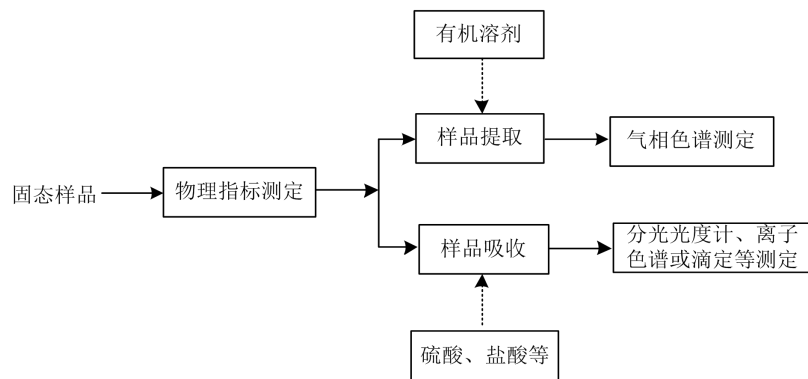 有机溶剂
样品提取
气相色谱测定
固态样品
物理指标测定
样品吸收
分光光度计、离子
色谱或滴定等测定
硫酸、盐酸等